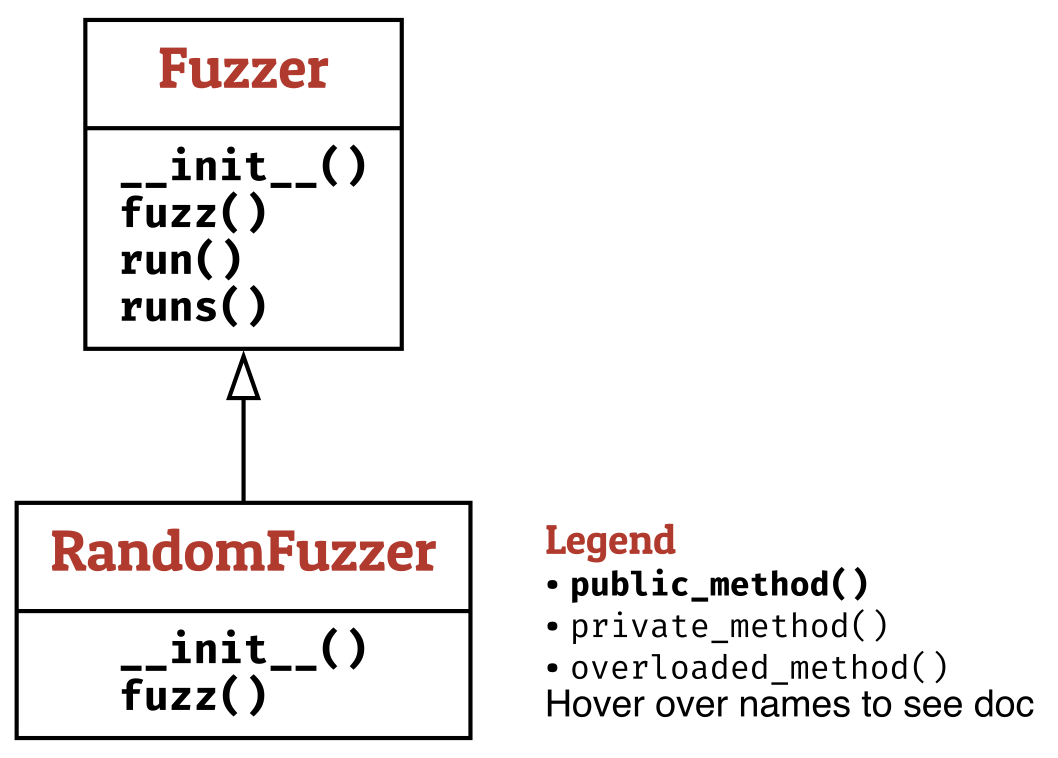 Fuzzer
__init__()
fuzz()
run()
runs()
RandomFuzzer
__init__()
fuzz()
Legend
• public_method()
• private_method()
• overloaded_method()
Hover over names to see doc